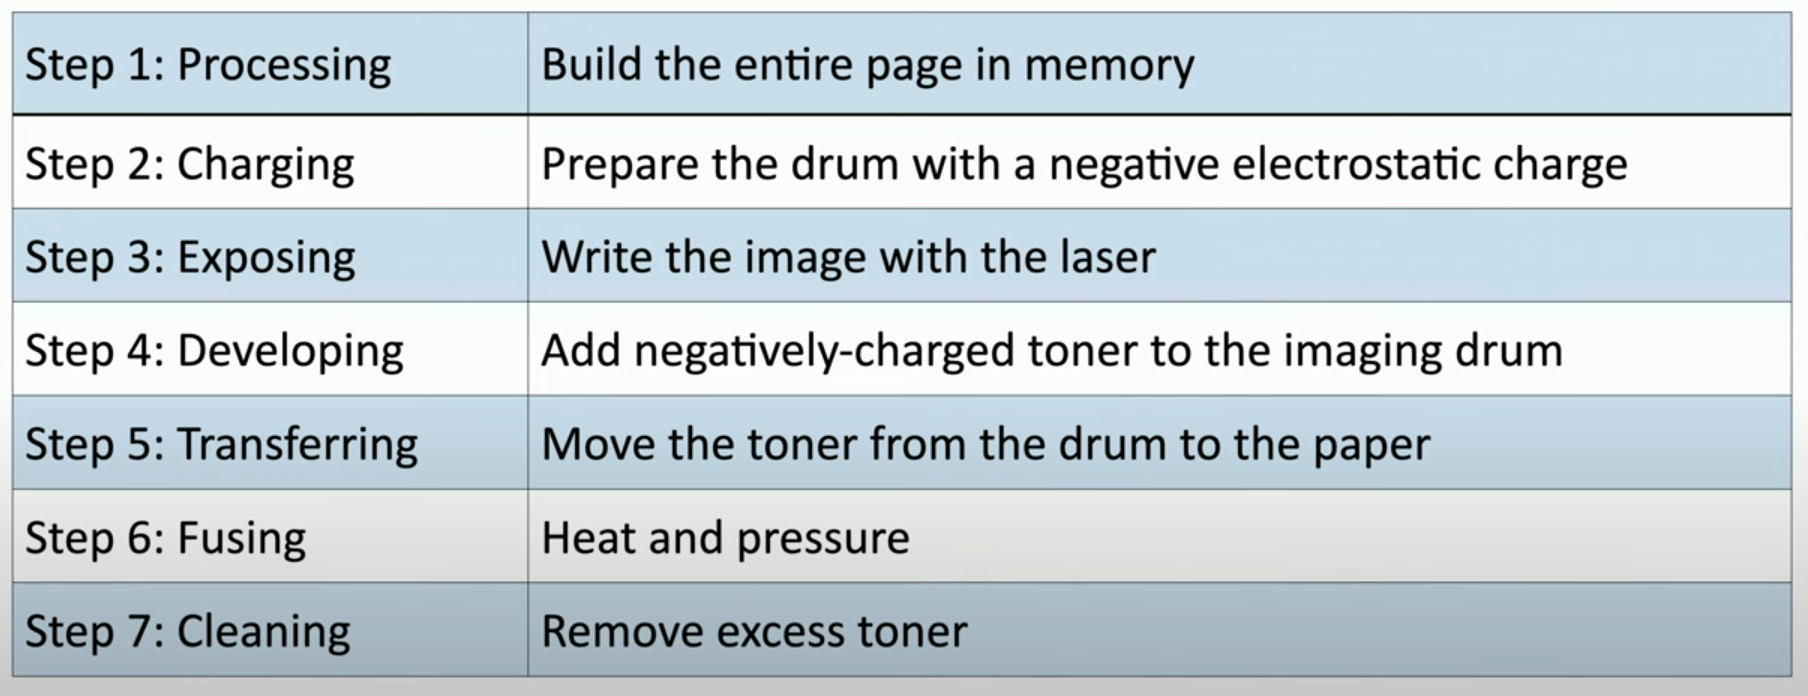 Step 1: Processing Build the entire page in memory
Step 2: Charging Prepare the drum with a negative electrostatic charge
Step 3: Exposing Write the image with the laser
Step 4: Developing Add negatively-charged toner to the imaging drum
Step 5: Transferring Move the toner from the drum to the paper
Step 6: Fusing Heat and pressure
Step 7: Cleaning Remove excess toner